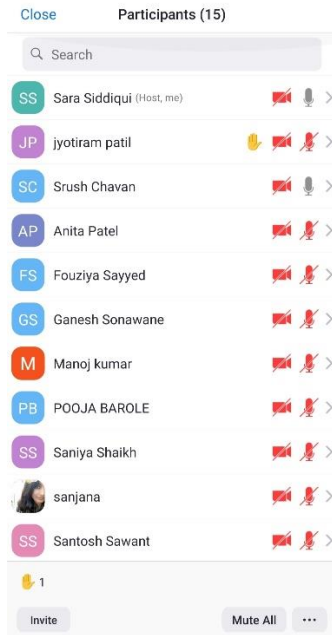 Close Participants (15)
Search
SS Sara Siddiqui (Host, me)
JP jyotiram patil
SC Srush Chavan
AP Anita Patel
FS Fouziya Sayyed
GS Ganesh Sonawane
M Manoj kumar
PB POOJA BAROLE
SS Saniya Shaikh
sanjana
SS Santosh Sawant
1
Invite Mute All ...